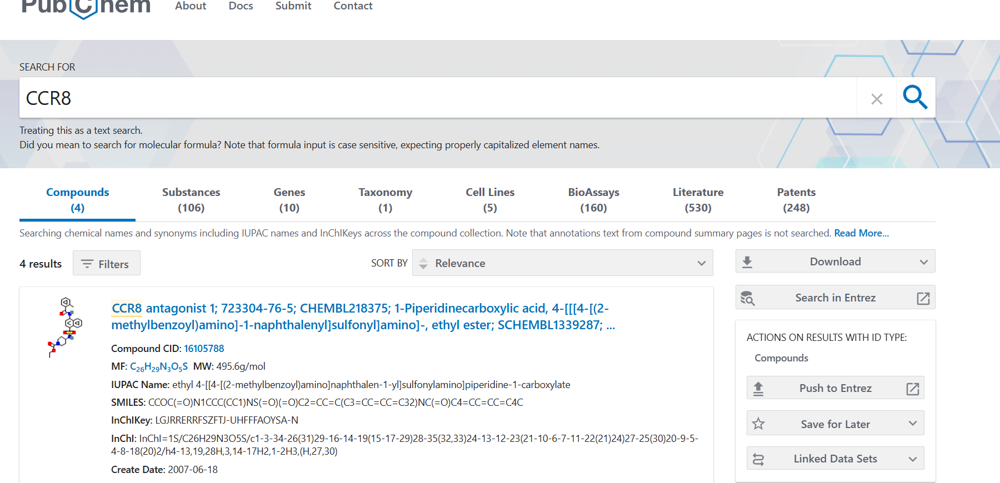 PubChem About Docs Submit Contact
SEARCH FOR
CCR8
Treating this as a text search.
Did you mean to search for molecular formula? Note that formula input is case sensitive, expecting properly capitalized element names.
Compounds Substances Genes Taxonomy Cell Lines BioAssays Literature Patents
(4) (106) (10) (1) (5) (160) (530) (248)
Searching chemical names and synonyms including IUPAC names and InChIKeys across the compound collection. Note that annotations text from compound summary pages is not searched. Read More...
4 results Filters SORT BY Relevance Download
Search in Entrez
CCR8 antagonist 1; 723304-76-5; CHEMBL218375; 1-Piperidinecarboxylic acid, 4-[[[4-[(2-
methylbenzoyl)amino]-1-naphthalenyl]sulfonyl]amino]-, ethyl ester; SCHEMBL1339287; ...
Compound CID: 16105788
MF: C26H29N3O5S MW: 495.6g/mol
IUPAC Name: ethyl 4-[[4-[(2-methylbenzoyl)amino]naphthalen-1-yl]sulfonylamino]piperidine-1-carboxylate
SMILES: CCOC(=O)N1CCC(CC1)NS(=O)(=O)C2=CC=C(C3=CC=CC=C32)NC(=O)C4=CC=CC=C4C
InChIKey: LGJRRERRFSZFTJ-UHFFFAOYSA-N
InChI: InChI=1S/C26H29N3O5S/c1-3-34-26(31)29-16-14-19(15-17-29)28-35(32,33)24-13-12-23(21-10-6-7-11-22(21)24)27-25(30)20-9-5-
4-8-18(20)2/h4-13,19,28H,3,14-17H2,1-2H3,(H,27,30)
Create Date: 2007-06-18
ACTIONS ON RESULTS WITH ID TYPE:
Compounds
Push to Entrez
Save for Later
Linked Data Sets